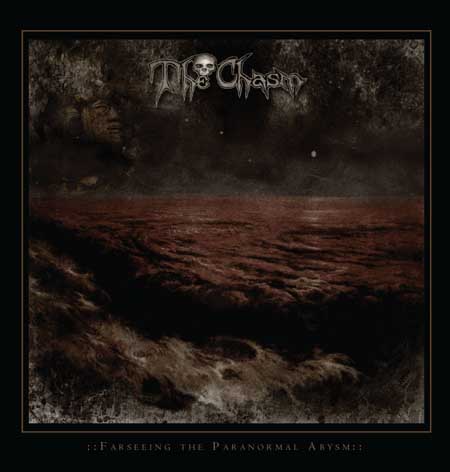 The Chasm
::Farseeing the Paranormal Abysm::